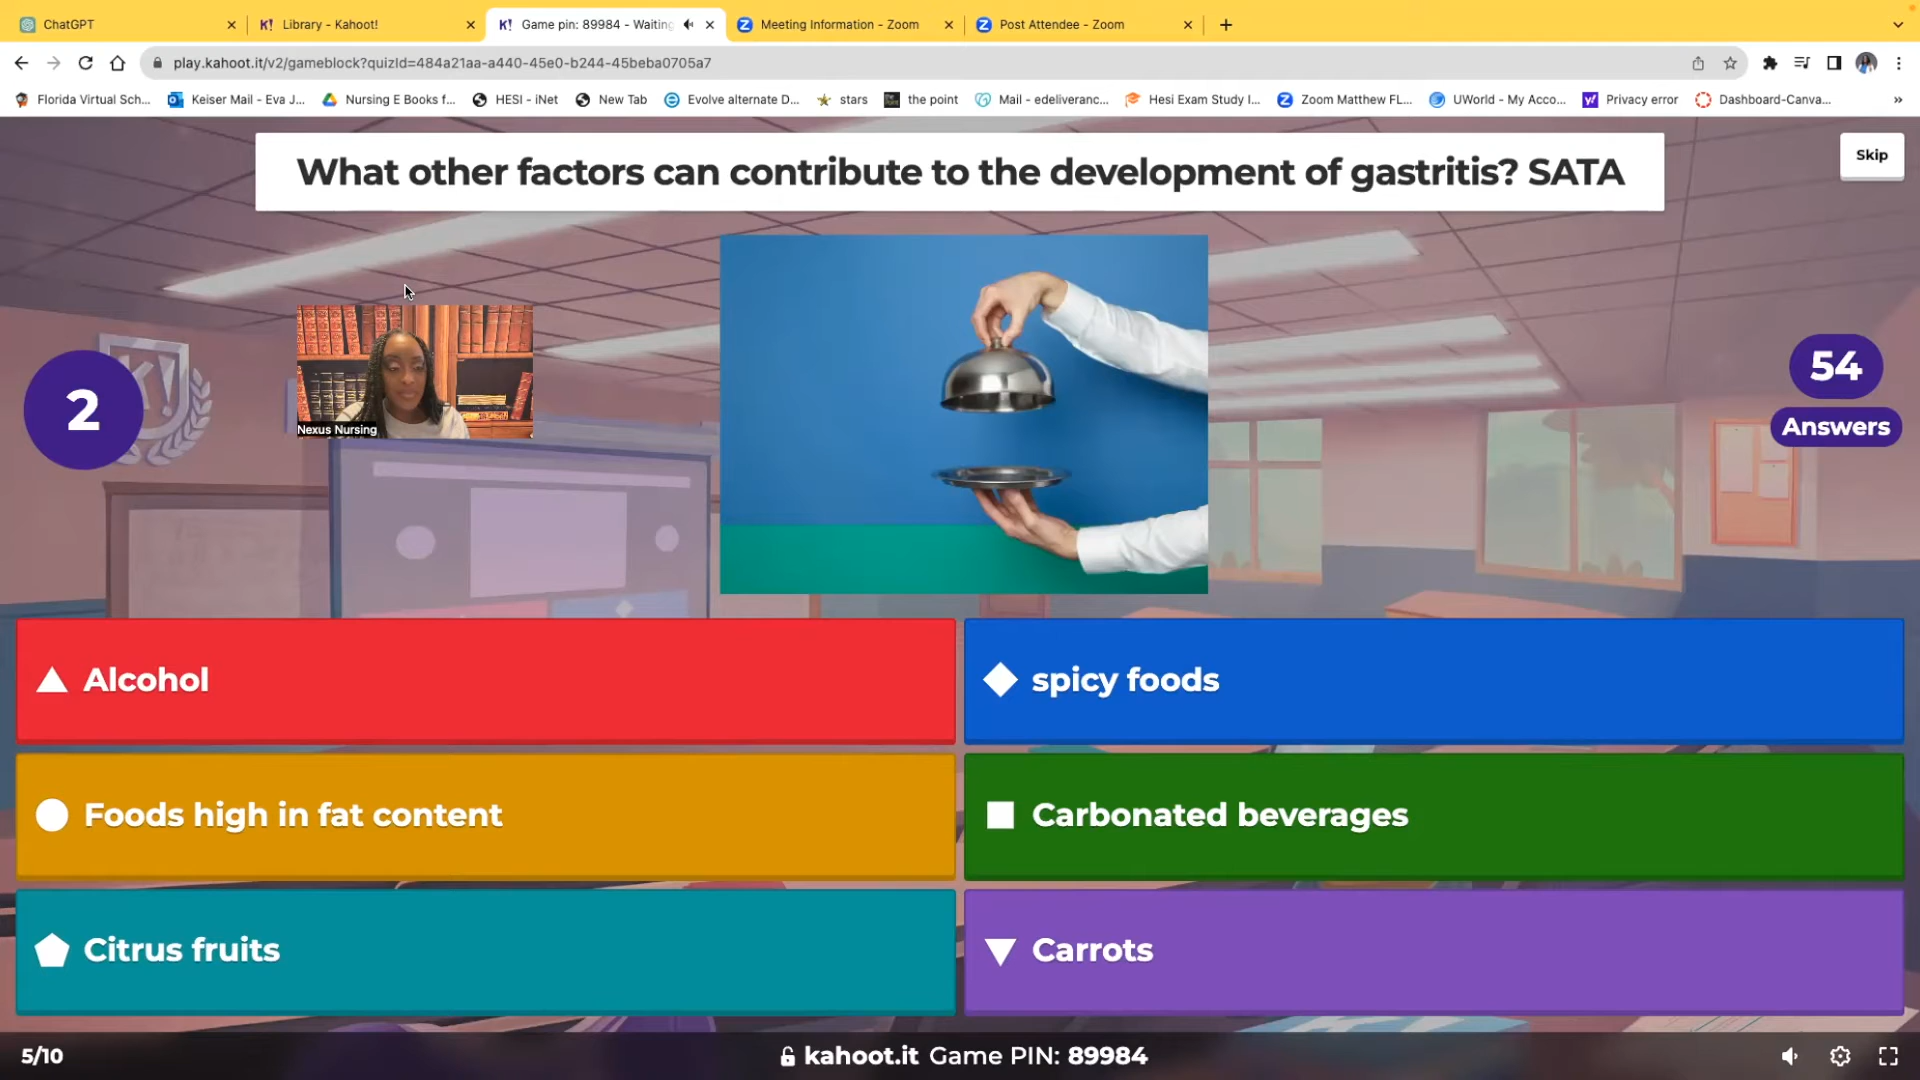 ChatGPT
K! Library - Kahoot!
K! Game pin: 89984 - Waiting
Meeting Information - Zoom
Post Attendee - Zoom
play.kahoot.it/v2/gameblock?quizId=484a21aa-a440-45e0-b244-45beba0705a7
Florida Virtual Sch...
Keiser Mail - Eva J...
Nursing E Books f...
HESI - iNet
New Tab
Evolve alternate D...
stars
the point
Mail - edeliveranc...
Hesi Exam Study I...
Zoom Matthew FL...
UWorld - My Acco...
Privacy error
Dashboard-Canva...
What other factors can contribute to the development of gastritis? SATA
Skip
K!
2
Nexus Nursing
54
Answers
Alcohol
spicy foods
Foods high in fat content
Carbonated beverages
Citrus fruits
Carrots
5/10
kahoot.it Game PIN: 89984